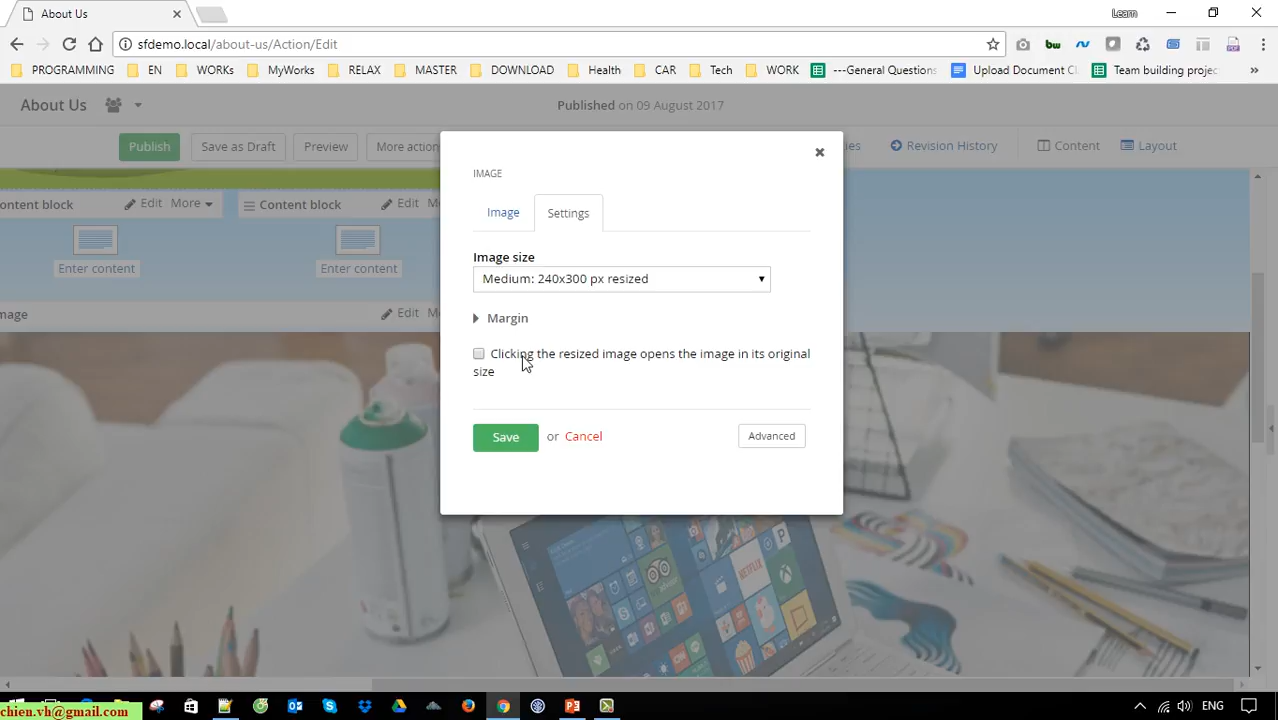 About Us
Learn
sfdemo.local/about-us/Action/Edit
PROGRAMMING EN WORKs MyWorks RELAX MASTER DOWNLOAD Health CAR Tech WORK ---General Questions Upload Document Team building projec »
About Us
Published on 09 August 2017
Publish Save as Draft Preview More action
Revision History Content Layout
ontent block Edit More Content block Edit
Enter content Enter content
mage Edit
IMAGE
Image Settings
Image size
Medium: 240x300 px resized
Margin
Clicking the resized image opens the image in its original
size
Save or Cancel Advanced
NETFLIX
chien.vh@gmail.com
ENG